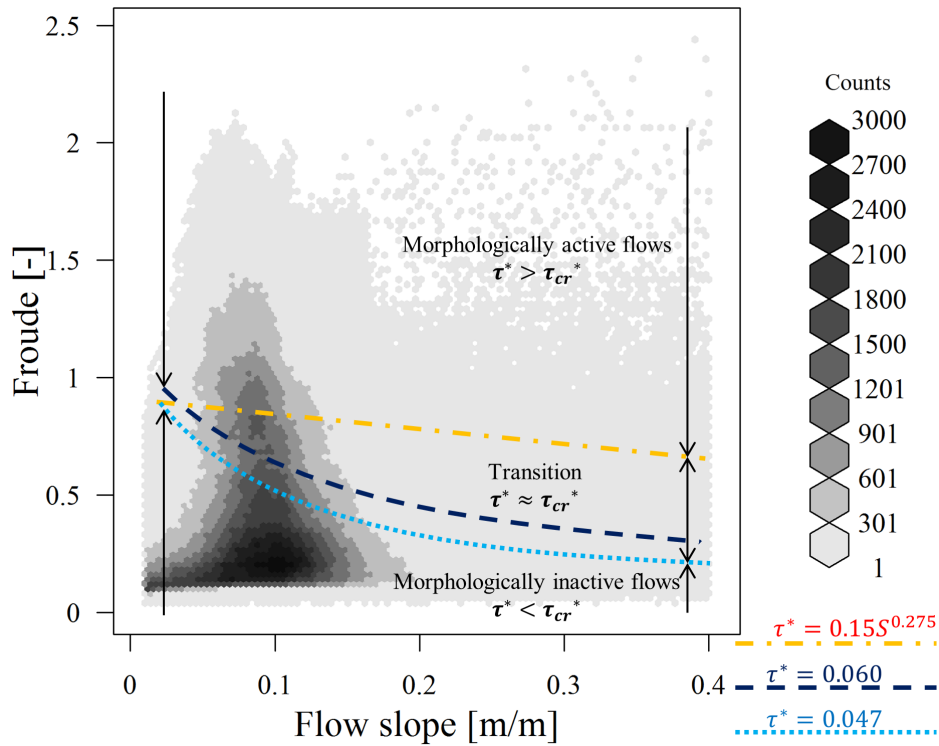 2.5
2
1.5
1
0.5
0
Froude [-]
0
0.1
0.2
0.3
0.4
Flow slope [m/m]
Morphologically active flows
τ* > τcr*
Transition
τ* ≈ τcr*
Morphologically inactive flows
τ* < τcr*
Counts
3000
2700
2400
2100
1800
1500
1201
901
601
301
1
τ* = 0.15S^0.275
τ* = 0.060
τ* = 0.047